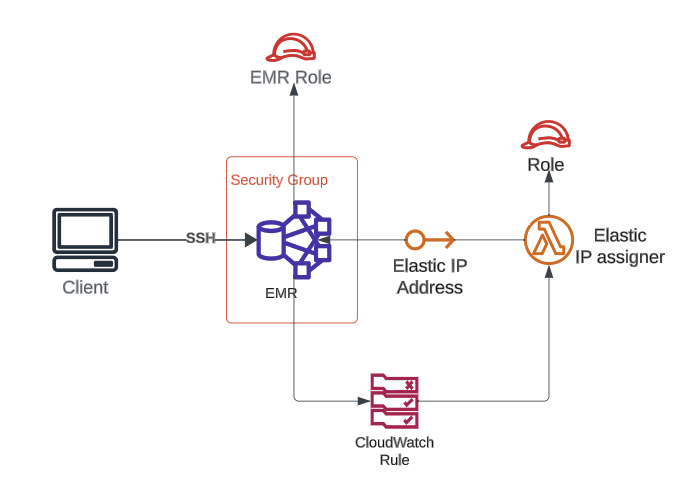 EMR Role
Role
Security Group
SSH
Client
EMR
Elastic IP
Address
Elastic
IP assigner
CloudWatch
Rule